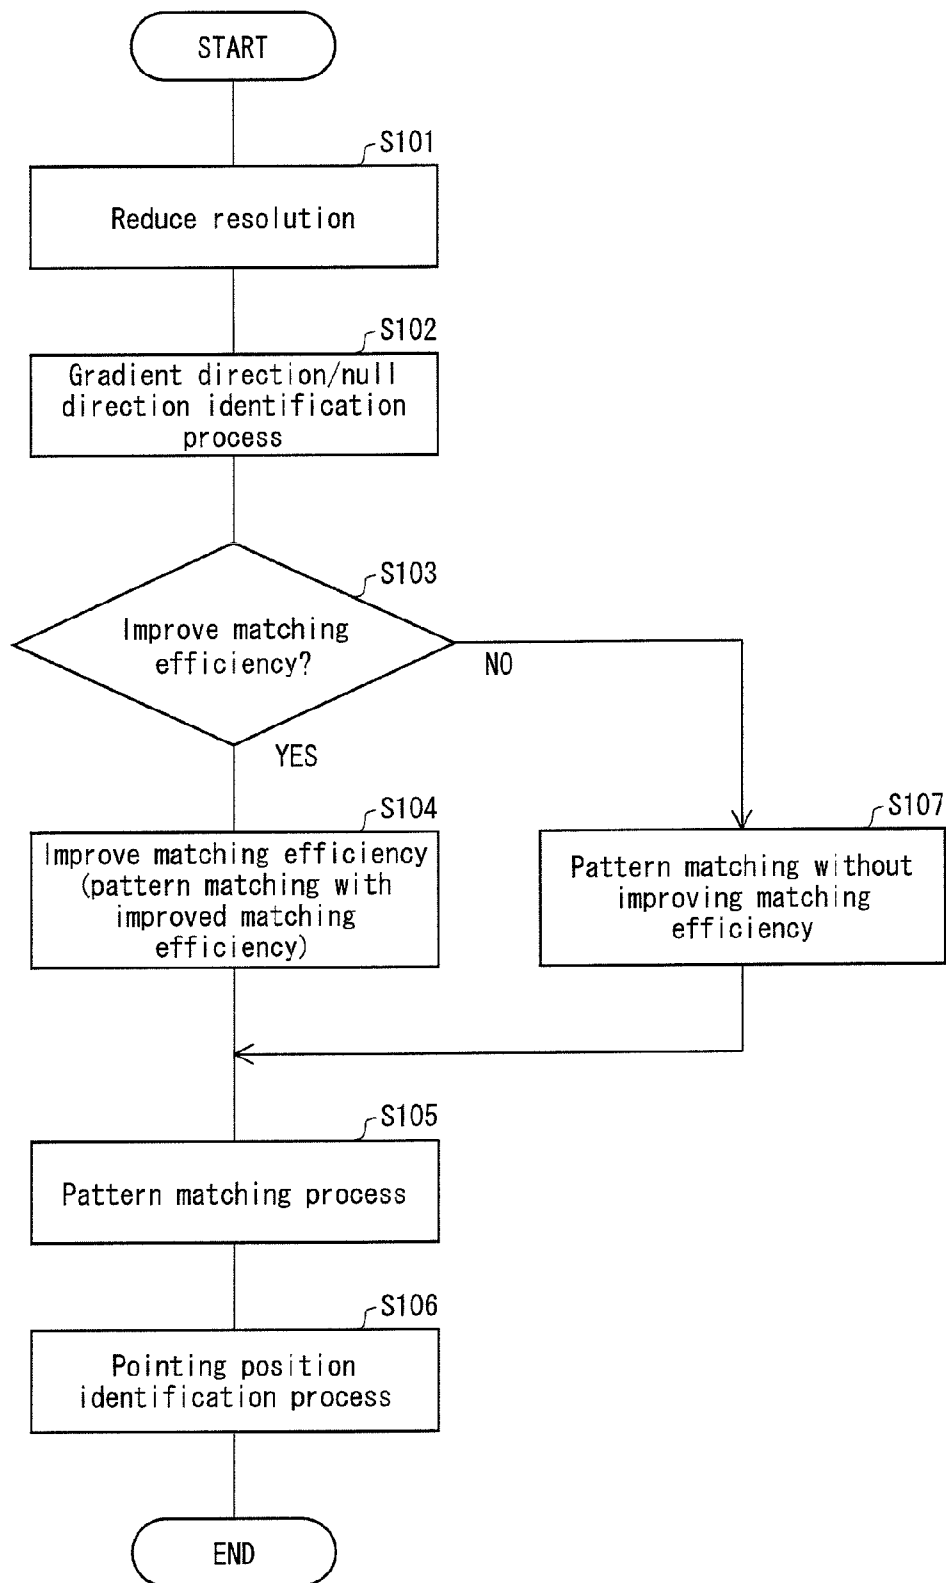 START
S101
Reduce resolution
S102
Gradient direction/null
direction identification
process
S103
Improve matching
efficiency?
NO
YES
S104
Improve matching efficiency
(pattern matching with
improved matching
efficiency)
S107
Pattern matching without
improving matching
efficiency
S105
Pattern matching process
S106
Pointing position
identification process
END